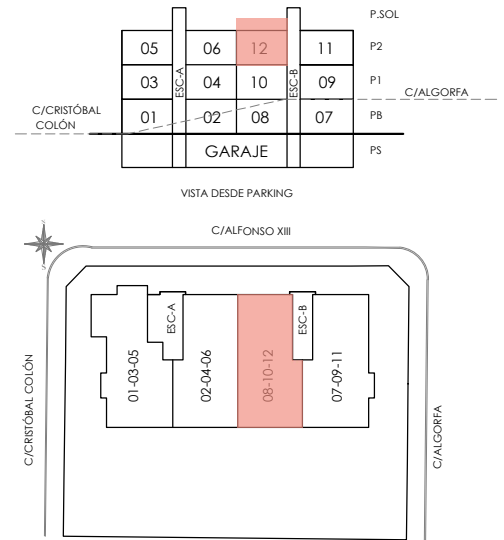 P.SOL
05 06 12 11 P2
03 04 10 09 P1
ESC-A
ESC-B
C/ALGORFA
C/CRISTÓBAL
COLÓN
01 02 08 07 PB
GARAJE PS
VISTA DESDE PARKING
C/ALFONSO XIII
ESC-A
ESC-B
01-03-05
02-04-06
08-10-12
07-09-11
C/CRISTÓBAL COLÓN
C/ALGORFA